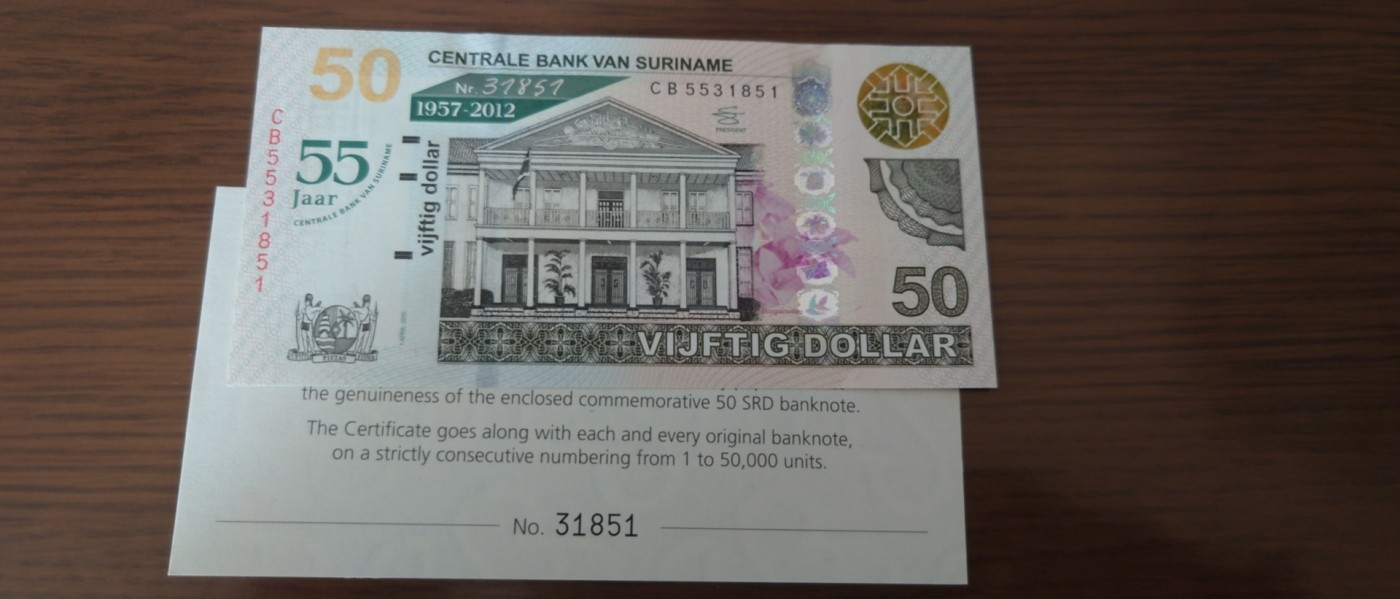 50
CENTRALE BANK VAN SURINAME
Nr. 31851
CB5531851
1957-2012
PRESIDENT
CB5531851
55
Jaar
CENTRALE BANK VAN SURINAME
vijftig dollar
50
VIJFTIG DOLLAR
the genuineness of the enclosed commemorative 50 SRD banknote.
The Certificate goes along with each and every original banknote,
on a strictly consecutive numbering from 1 to 50,000 units.
No. 31851